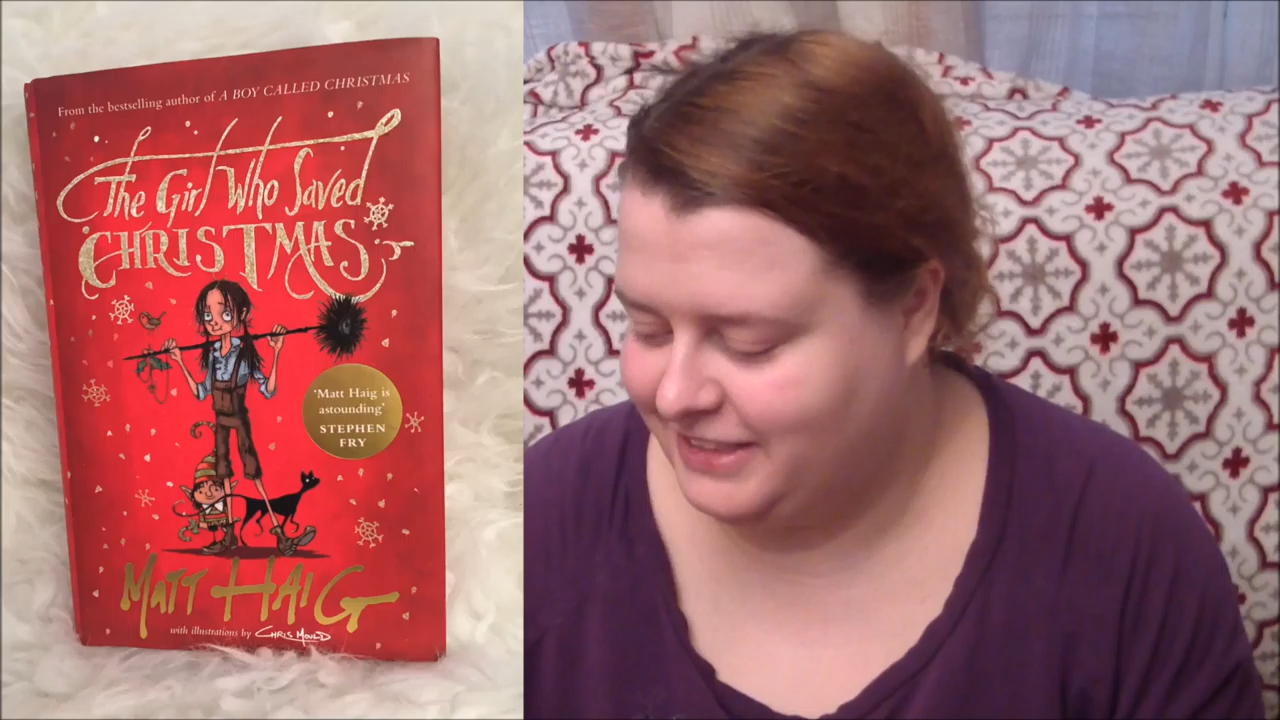 From the bestselling author of A BOY CALLED CHRISTMAS
The Girl Who Saved
CHRISTMAS
'Matt Haig is
astounding'
STEPHEN
FRY
MATT HAIG
with illustrations by CHRIS MOULD